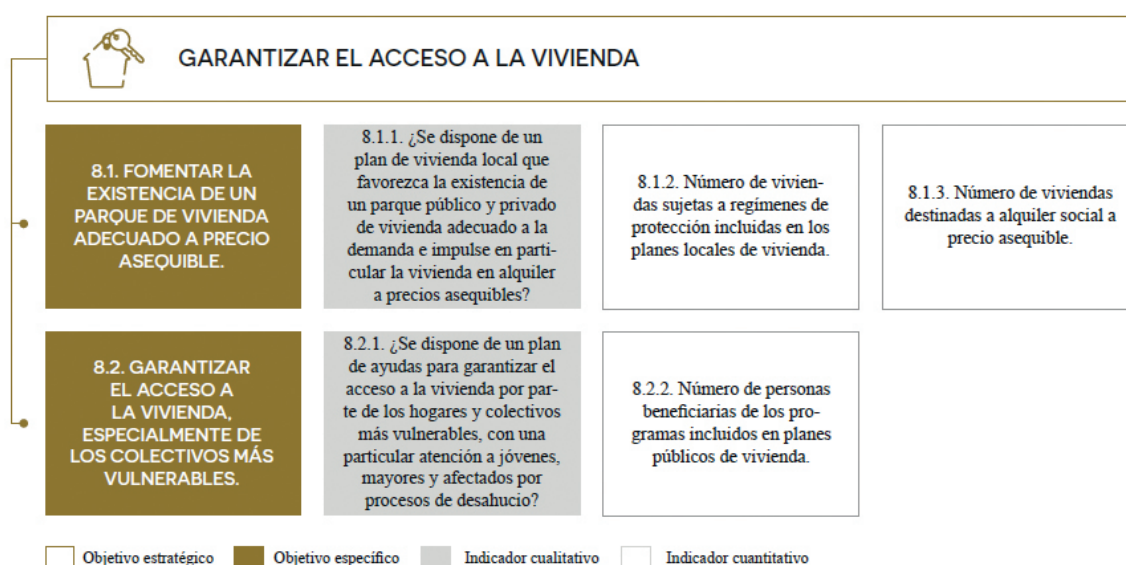 GARANTIZAR EL ACCESO A LA VIVIENDA
8.1. FOMENTAR LA
EXISTENCIA DE UN
PARQUE DE VIVIENDA
ADECUADO A PRECIO
ASEQUIBLE.
8.1.1. ¿Se dispone de un
plan de vivienda local que
favorezca la existencia de
un parque público y privado
de vivienda adecuado a la
demanda e impulse en parti-
cular la vivienda en alquiler
a precios asequibles?
8.1.2. Número de vivien-
das sujetas a regímenes de
protección incluidas en los
planes locales de vivienda.
8.1.3. Número de viviendas
destinadas a alquiler social a
precio asequible.
8.2. GARANTIZAR
EL ACCESO A
LA VIVIENDA,
ESPECIALMENTE DE
LOS COLECTIVOS MÁS
VULNERABLES.
8.2.1. ¿Se dispone de un plan
de ayudas para garantizar el
acceso a la vivienda por par-
te de los hogares y colectivos
más vulnerables, con una
particular atención a jóvenes,
mayores y afectados por
procesos de desahucio?
8.2.2. Número de personas
beneficiarias de los pro-
gramas incluidos en planes
públicos de vivienda.
Objetivo estratégico
Objetivo específico
Indicador cualitativo
Indicador cuantitativo